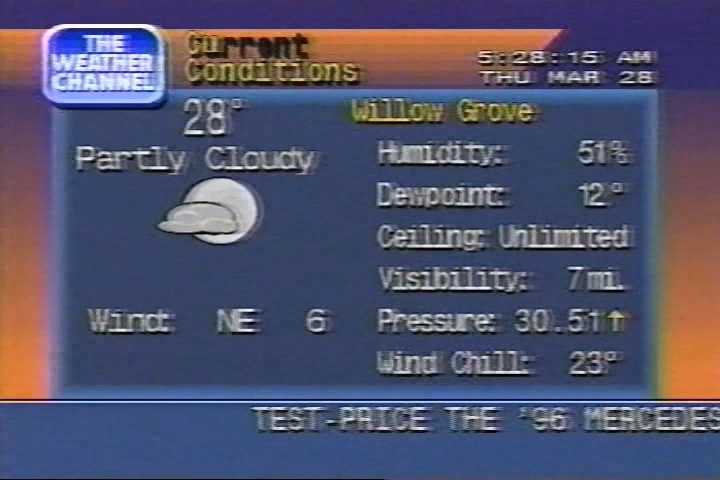 THE
WEATHER
CHANNEL
Current
Conditions
5:28:15 AM
THU MAR 28
28°
Partly Cloudy
Wind: NE 6
Willow Grove
Humidity: 51%
Dewpoint: 12°
Ceiling: Unlimited
Visibility: 7 mi.
Pressure: 30.51↑
Wind Chill: 23°
TEST-PRICE THE '96 MERCEDES